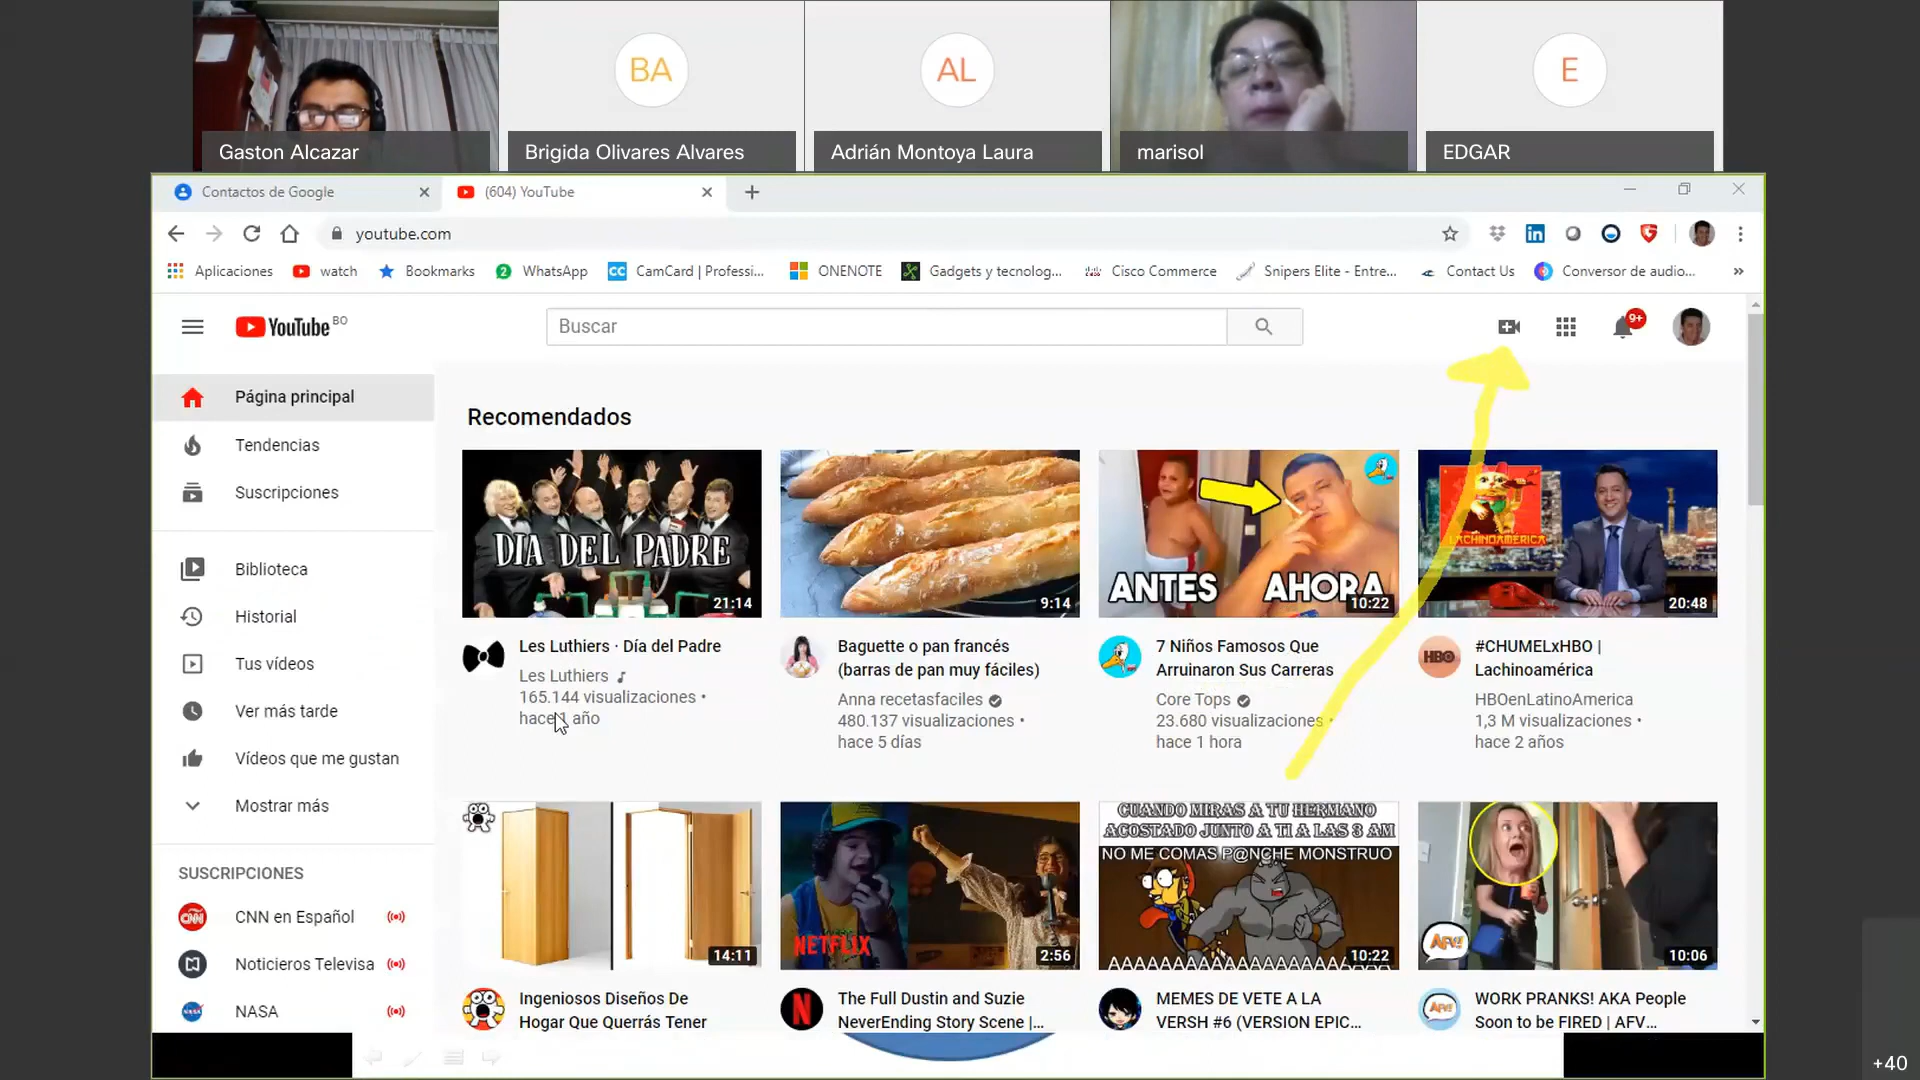 BA
AL
E
Gaston Alcazar
Brigida Olivares Alvares
Adrián Montoya Laura
marisol
EDGAR
Contactos de Google
(604) YouTube
youtube.com
Aplicaciones
watch
Bookmarks
2
WhatsApp
CC
CamCard | Professi...
ONENOTE
Gadgets y tecnolog...
Cisco Commerce
Snipers Elite - Entre...
Contact Us
Conversor de audio...
YouTube BO
Buscar
9+
Página principal
Tendencias
Suscripciones
Biblioteca
Historial
Tus vídeos
Ver más tarde
Vídeos que me gustan
Mostrar más
SUSCRIPCIONES
CNN en Español
Noticieros Televisa
NASA
Recomendados
DIA DEL PADRE
21:14
9:14
ANTES AHORA
10:22
LACHINOAMERICA
20:48
Les Luthiers · Día del Padre
Les Luthiers
165.144 visualizaciones •
hace 1 año
Baguette o pan francés
(barras de pan muy fáciles)
Anna recetasfaciles
480.137 visualizaciones •
hace 5 días
7 Niños Famosos Que
Arruinaron Sus Carreras
Core Tops
23.680 visualizaciones •
hace 1 hora
HBO
#CHUMELxHBO |
Lachinoamérica
HBOenLatinoAmerica
1,3 M visualizaciones •
hace 2 años
14:11
NETFLIX
2:56
CUANDO MIRAS A TU HERMANO
ACOSTADO JUNTO A TI A LAS 3 AM
NO ME COMAS P@NCHE MONSTRUO
AAAAAAAAAAAAAAAAAAAAAAA
10:22
AFV!
10:06
Ingeniosos Diseños De
Hogar Que Querrás Tener
N
The Full Dustin and Suzie
NeverEnding Story Scene |...
MEMES DE VETE A LA
VERSH #6 (VERSION EPIC...
AFV!
WORK PRANKS! AKA People
Soon to be FIRED | AFV...
+40